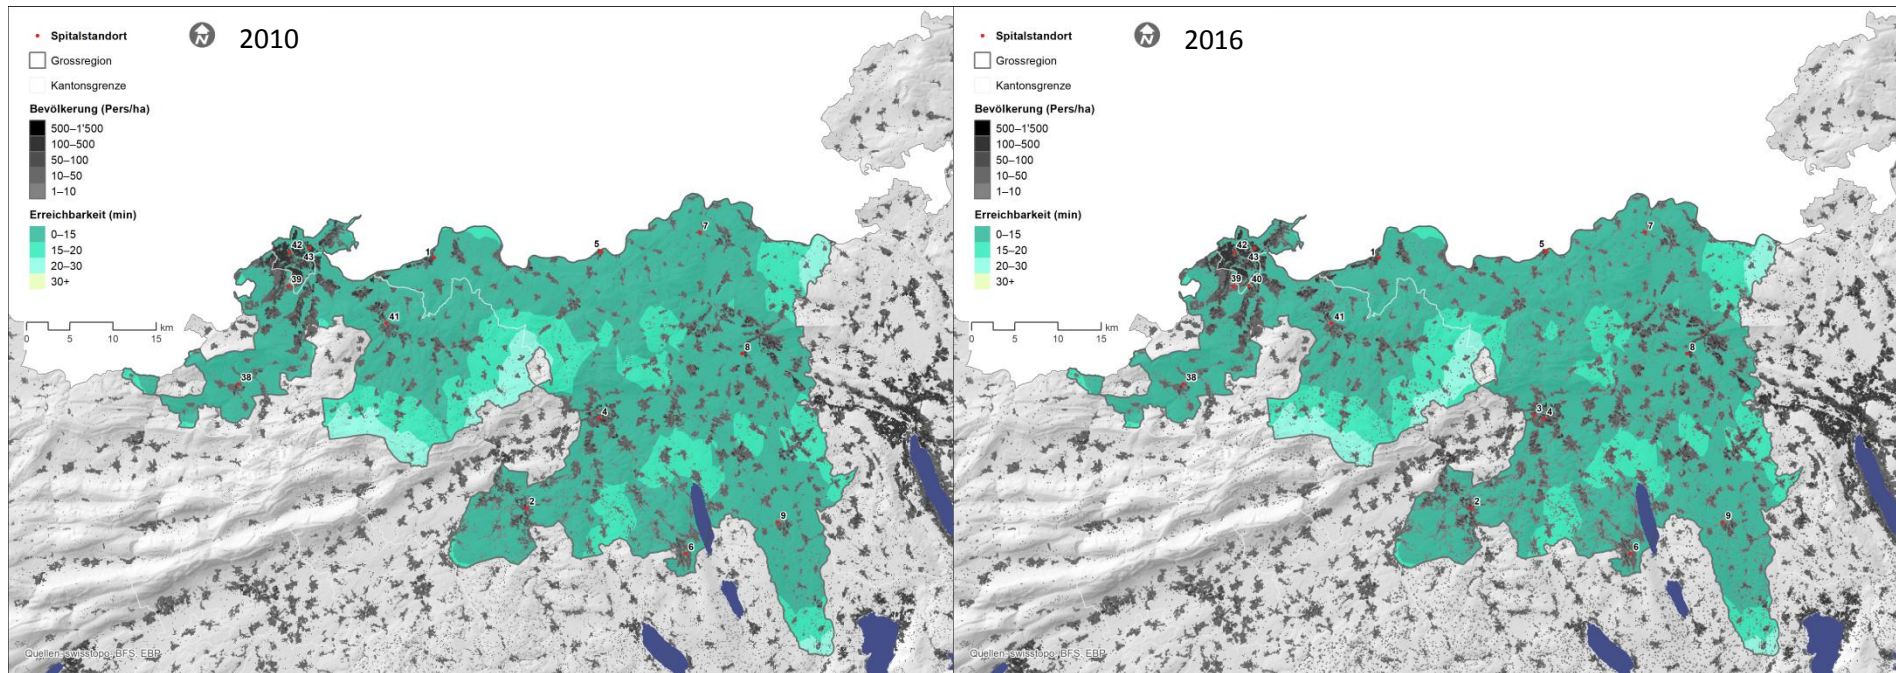 2010
N
Spitalstandort
Grossregion
Kantonsgrenze
Bevölkerung (Pers/ha)
500–1'500
100–500
50–100
10–50
1–10
Erreichbarkeit (min)
0–15
15–20
20–30
30+
0 5 10 15 km
42
43
39
1
41
38
5
7
8
4
2
6
9
Quellen: swisstopo, BFS, EBP
2016
N
Spitalstandort
Grossregion
Kantonsgrenze
Bevölkerung (Pers/ha)
500–1'500
100–500
50–100
10–50
1–10
Erreichbarkeit (min)
0–15
15–20
20–30
30+
0 5 10 15 km
42
43
39 40
1
41
38
5
7
8
3 4
2
6
9
Quellen: swisstopo, BFS, EBP